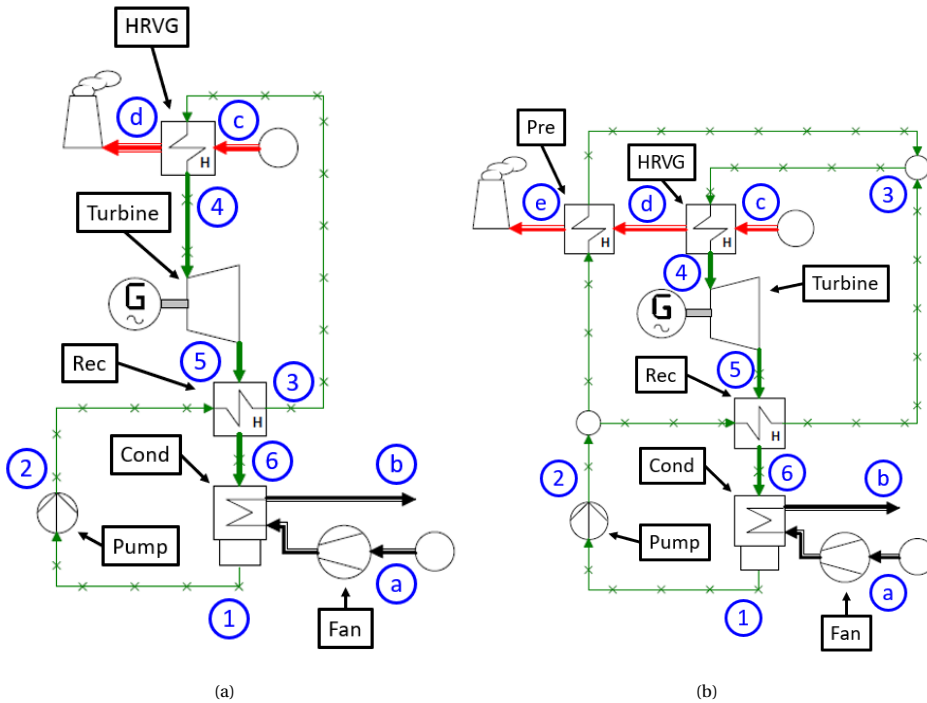 HRVG
d
c
H
4
Turbine
G
5
Rec
3
H
6
Cond
b
2
Pump
a
1
Fan
(a)
Pre
HRVG
3
e
d
c
H
H
4
Turbine
G
5
Rec
H
2
6
Cond
b
Pump
a
1
Fan
(b)